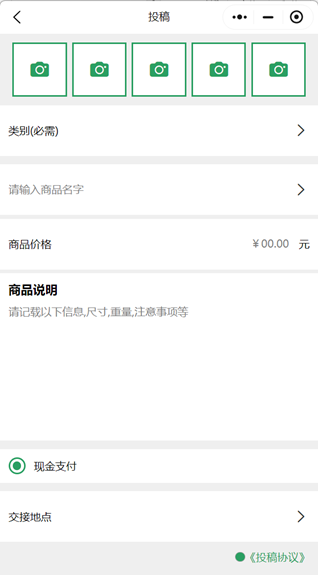 投稿
类别(必需)
请输入商品名字
商品价格 ￥00.00 元
商品说明
请记载以下信息,尺寸,重量,注意事项等
现金支付
交接地点
《投稿协议》